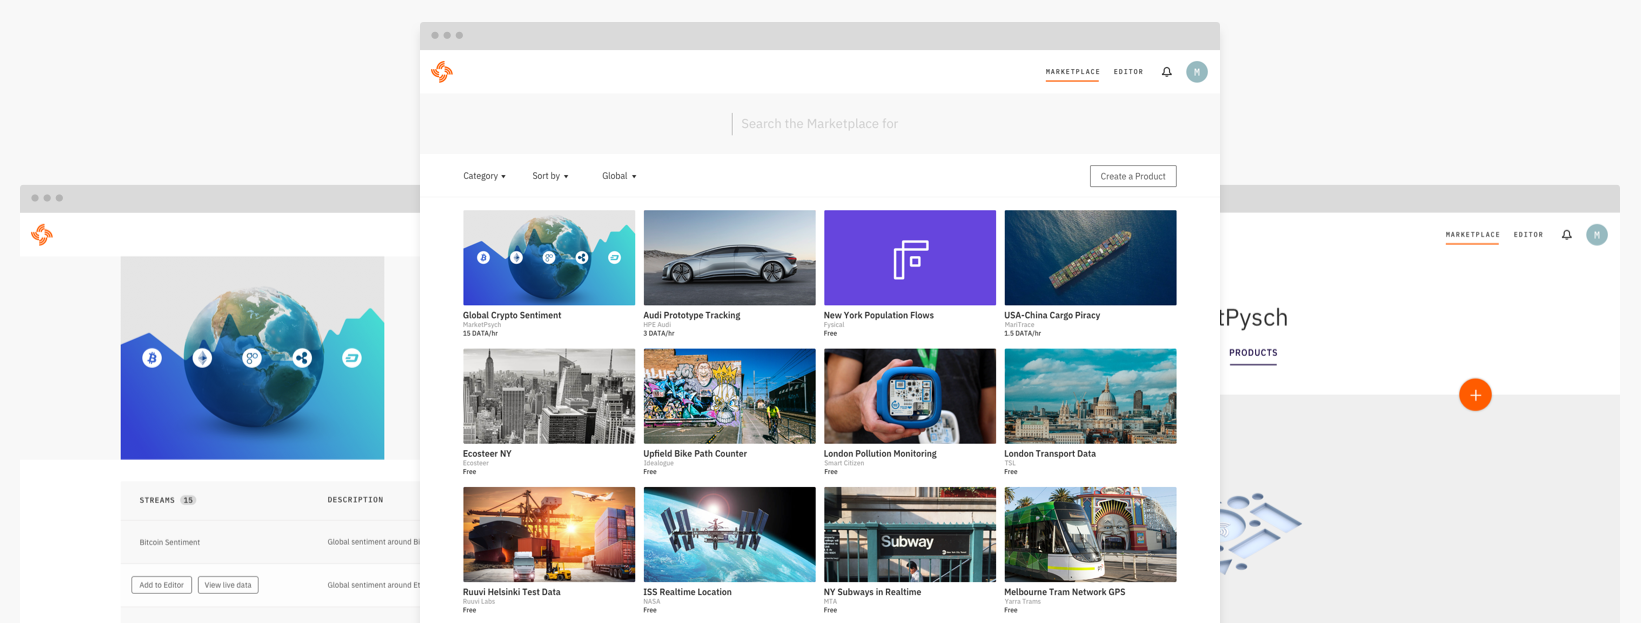 MARKETPLACE EDITOR M
Search the Marketplace for
Category Sort by Global Create a Product
Global Crypto Sentiment
MarketPsych
15 DATA/hr
Audi Prototype Tracking
HPE Audi
3 DATA/hr
New York Population Flows
Fysical
Free
USA-China Cargo Piracy
MariTrace
1.5 DATA/hr
Ecosteer NY
Ecosteer
Free
Upfield Bike Path Counter
Idealogue
Free
London Pollution Monitoring
Smart Citizen
Free
London Transport Data
TSL
Free
Subway
Ruuvi Helsinki Test Data
Ruuvi Labs
Free
ISS Realtime Location
NASA
Free
NY Subways in Realtime
MTA
Free
Melbourne Tram Network GPS
Yarra Trams
Free
STREAMS 15 DESCRIPTION
Bitcoin Sentiment Global sentiment around Bi
Add to Editor View live data Global sentiment around Et
MARKETPLACE EDITOR M
tPysch
PRODUCTS